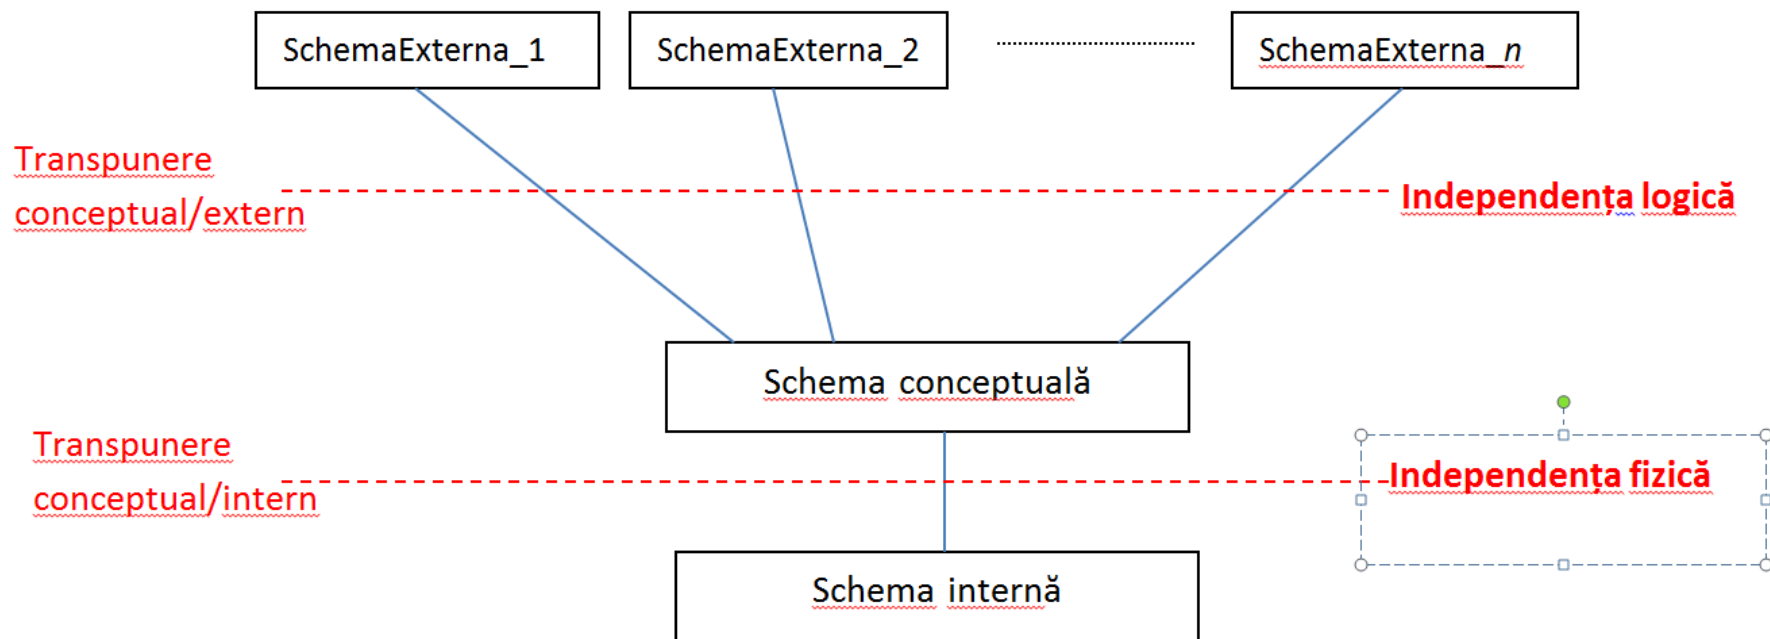 SchemaExterna_1
SchemaExterna_2
SchemaExterna_n
Transpunere
conceptual/extern
Independența logică
Schema conceptuală
Transpunere
conceptual/intern
Independența fizică
Schema internă